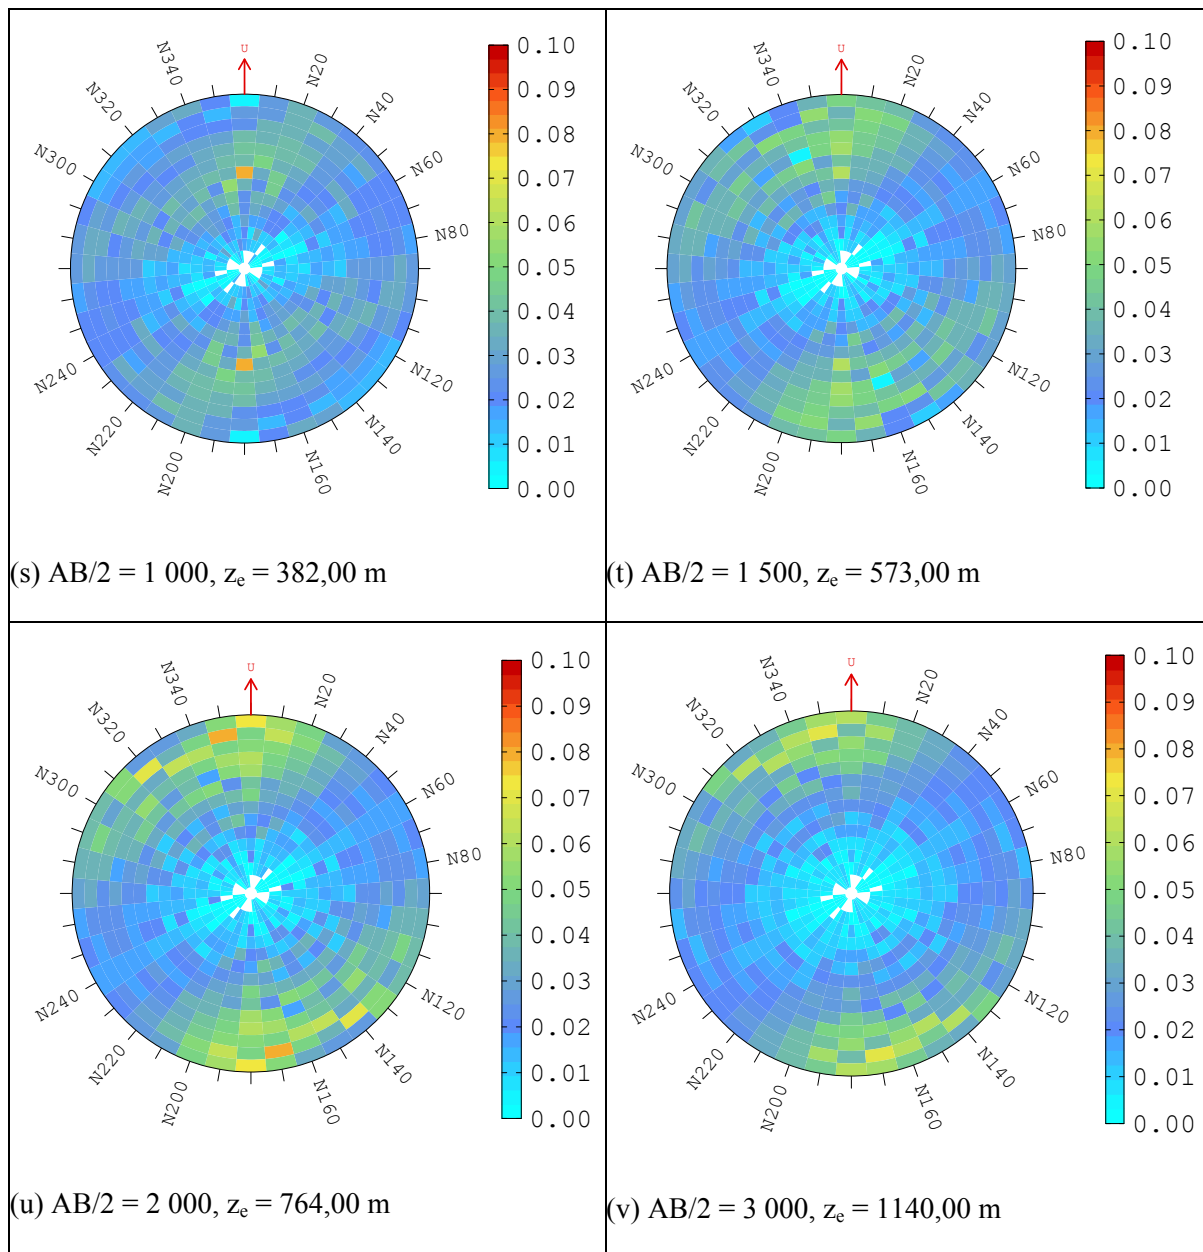 U
N20
N40
N60
N80
N120
N140
N160
N200
N220
N240
N300
N320
N340
0.10
0.09
0.08
0.07
0.06
0.05
0.04
0.03
0.02
0.01
0.00
(s) AB/2 = 1 000, ze = 382,00 m
U
N20
N40
N60
N80
N120
N140
N160
N200
N220
N240
N300
N320
N340
0.10
0.09
0.08
0.07
0.06
0.05
0.04
0.03
0.02
0.01
0.00
(t) AB/2 = 1 500, ze = 573,00 m
U
N20
N40
N60
N80
N120
N140
N160
N200
N220
N240
N300
N320
N340
0.10
0.09
0.08
0.07
0.06
0.05
0.04
0.03
0.02
0.01
0.00
(u) AB/2 = 2 000, ze = 764,00 m
U
N20
N40
N60
N80
N120
N140
N160
N200
N220
N240
N300
N320
N340
0.10
0.09
0.08
0.07
0.06
0.05
0.04
0.03
0.02
0.01
0.00
(v) AB/2 = 3 000, ze = 1140,00 m